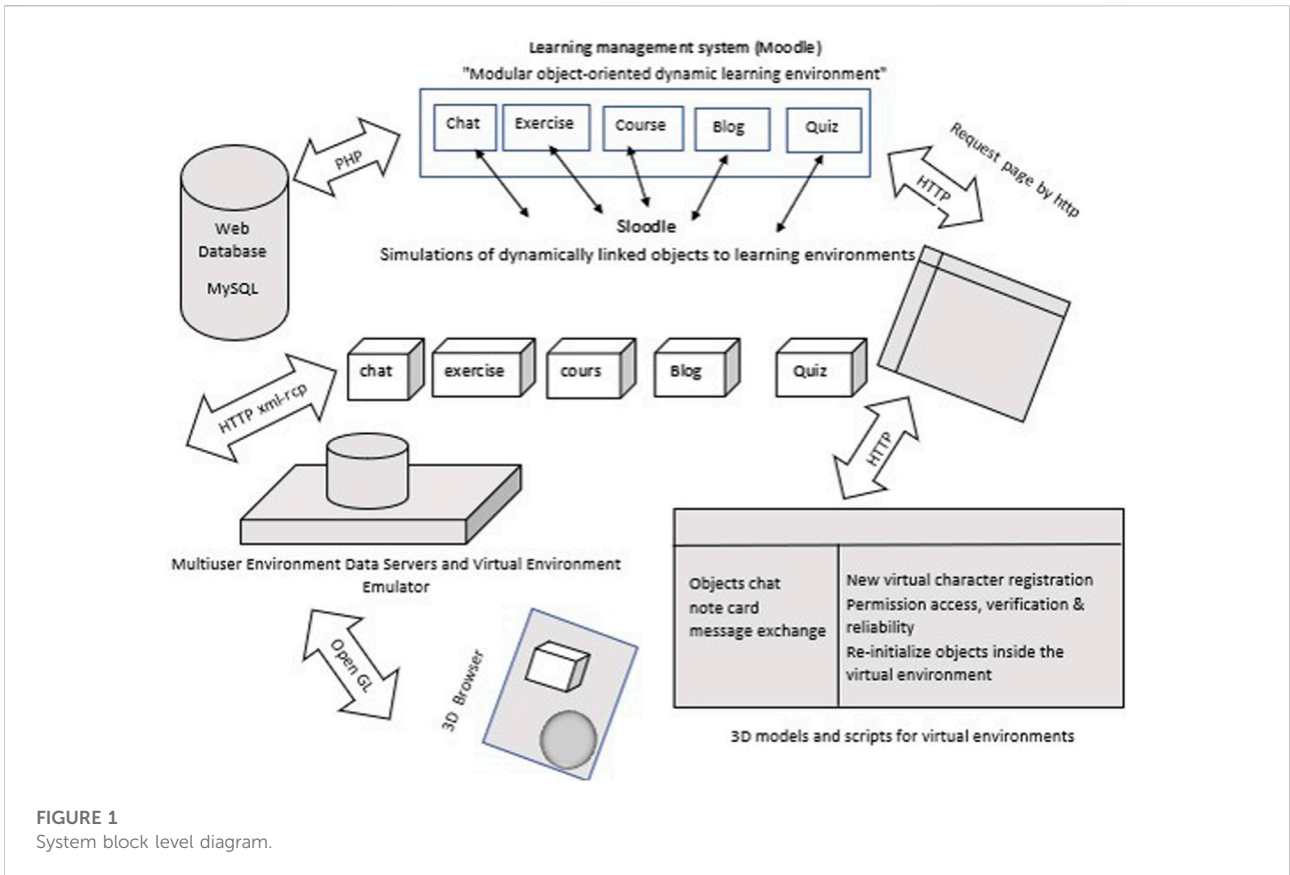 Learning management system (Moodle)
"Modular object-oriented dynamic learning environment"
Chat
Exercise
Course
Blog
Quiz
PHP
HTTP
Request page by http
Web
Database
MySQL
Sloodle
Simulations of dynamically linked objects to learning environments
chat
exercise
cours
Blog
Quiz
HTTP xml-rcp
HTTP
Multiuser Environment Data Servers and Virtual Environment
Emulator
Objects chat
note card
message exchange
New virtual character registration
Permission access, verification &
reliability
Re-initialize objects inside the
virtual environment
Open GL
3D Browser
3D models and scripts for virtual environments
FIGURE 1
System block level diagram.